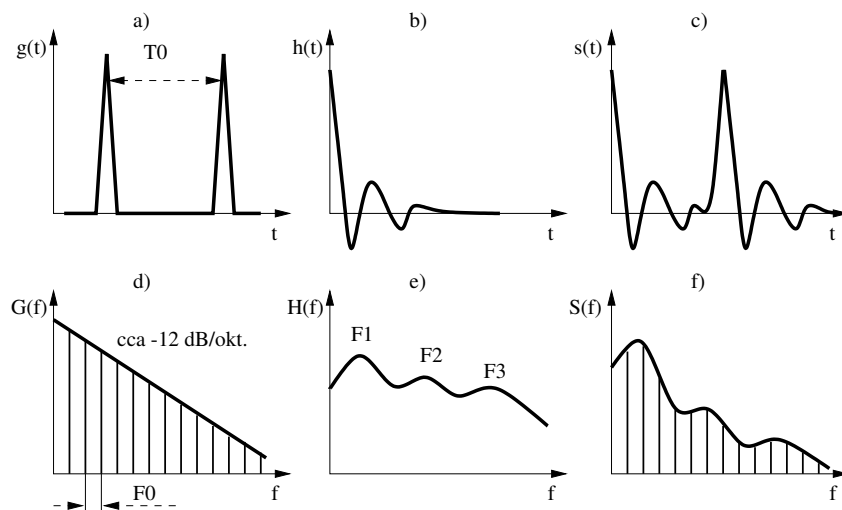 a)
g(t)
T0
t
b)
h(t)
t
c)
s(t)
t
d)
G(f)
cca -12 dB/okt.
F0
f
e)
H(f)
F1
F2
F3
f
f)
S(f)
f